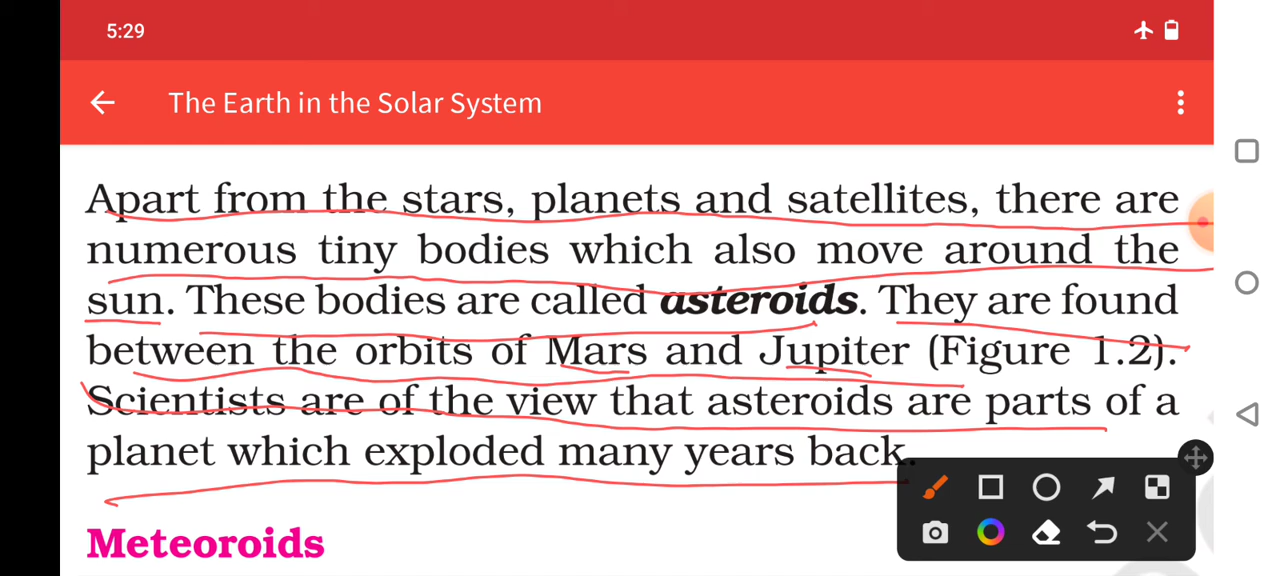 5:29
The Earth in the Solar System
Apart from the stars, planets and satellites, there are
numerous tiny bodies which also move around the
sun. These bodies are called asteroids. They are found
between the orbits of Mars and Jupiter (Figure 1.2).
Scientists are of the view that asteroids are parts of a
planet which exploded many years back.
Meteoroids